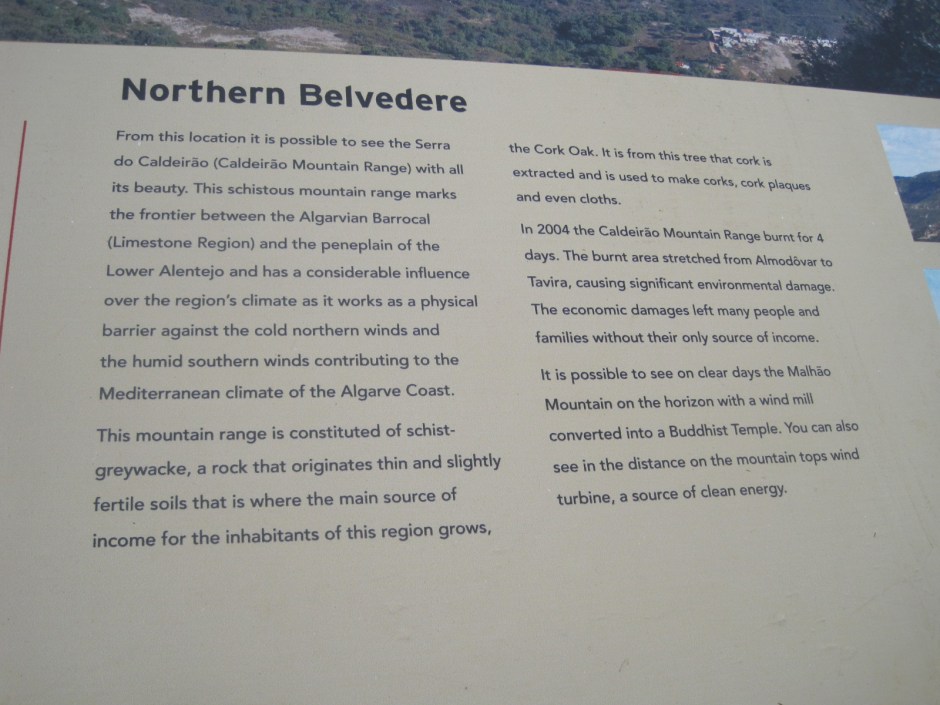 Northern Belvedere
From this location it is possible to see the Serra
do Caldeirão (Caldeirão Mountain Range) with all
its beauty. This schistous mountain range marks
the frontier between the Algarvian Barrocal
(Limestone Region) and the peneplain of the
Lower Alentejo and has a considerable influence
over the region's climate as it works as a physical
barrier against the cold northern winds and
the humid southern winds contributing to the
Mediterranean climate of the Algarve Coast.
This mountain range is constituted of schist-
greywacke, a rock that originates thin and slightly
fertile soils that is where the main source of
income for the inhabitants of this region grows,
the Cork Oak. It is from this tree that cork is
extracted and is used to make corks, cork plaques
and even cloths.
In 2004 the Caldeirão Mountain Range burnt for 4
days. The burnt area stretched from Almodôvar to
Tavira, causing significant environmental damage.
The economic damages left many people and
families without their only source of income.
It is possible to see on clear days the Malhão
Mountain on the horizon with a wind mill
converted into a Buddhist Temple. You can also
see in the distance on the mountain tops wind
turbine, a source of clean energy.